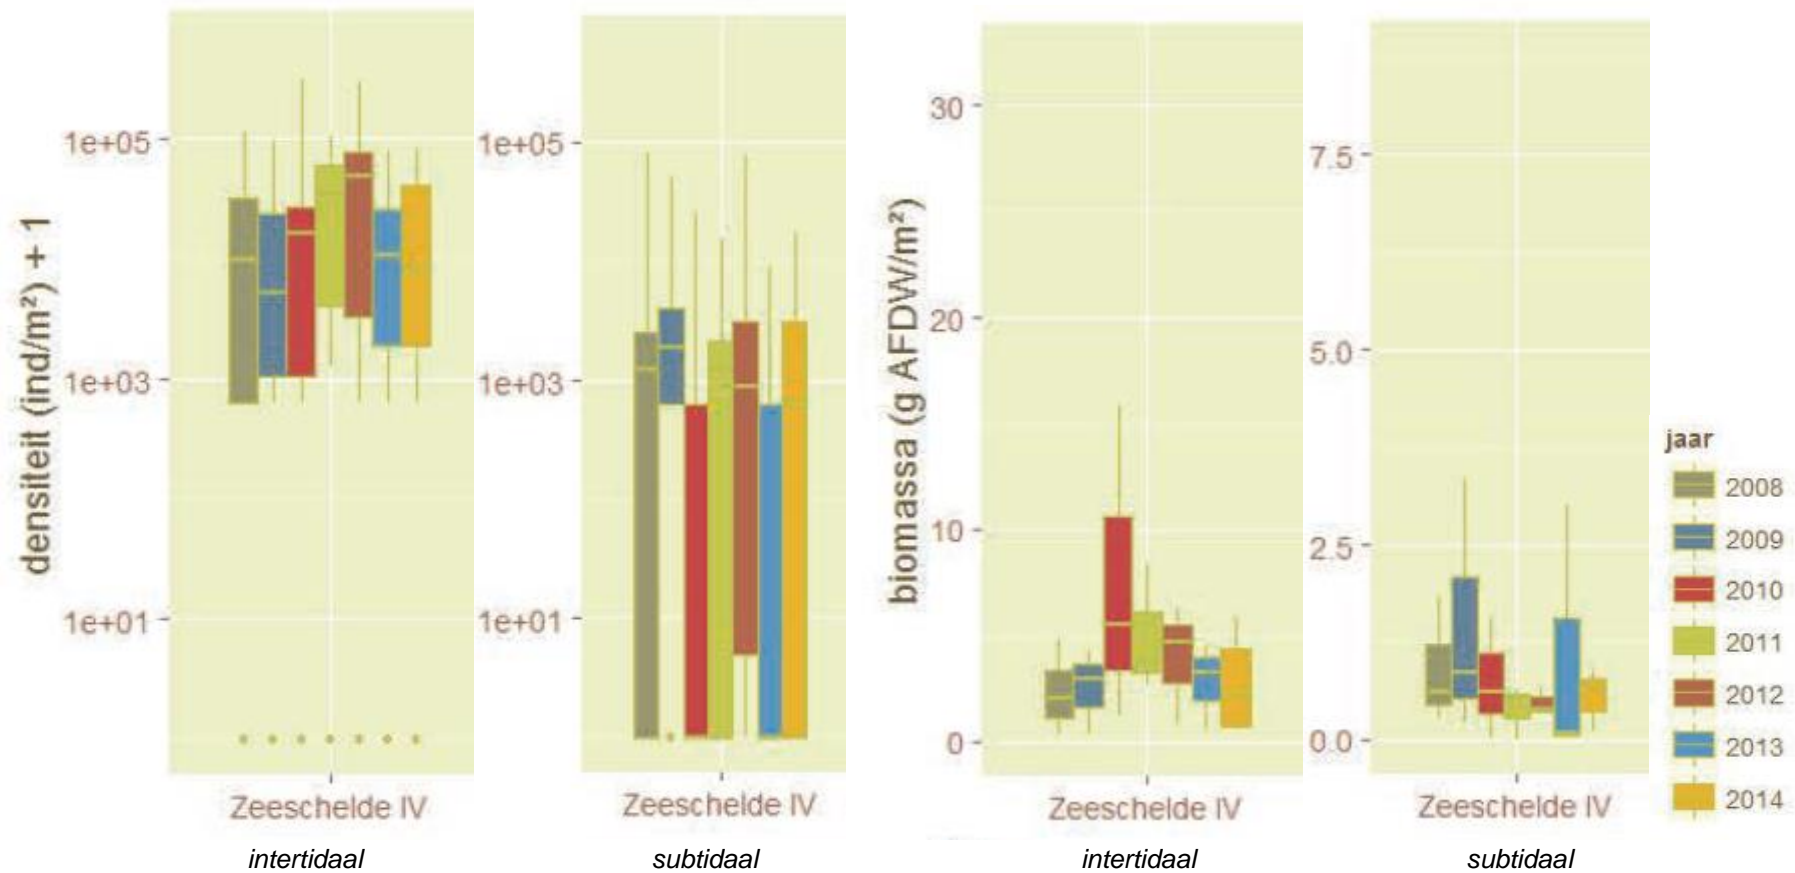 densiteit (ind/m²) + 1
1e+05
1e+03
1e+01
Zeeschelde IV
intertidaal
1e+05
1e+03
1e+01
Zeeschelde IV
subtidaal
biomassa (g AFDW/m²)
30
20
10
0
Zeeschelde IV
intertidaal
7.5
5.0
2.5
0.0
Zeeschelde IV
subtidaal
jaar
2008
2009
2010
2011
2012
2013
2014